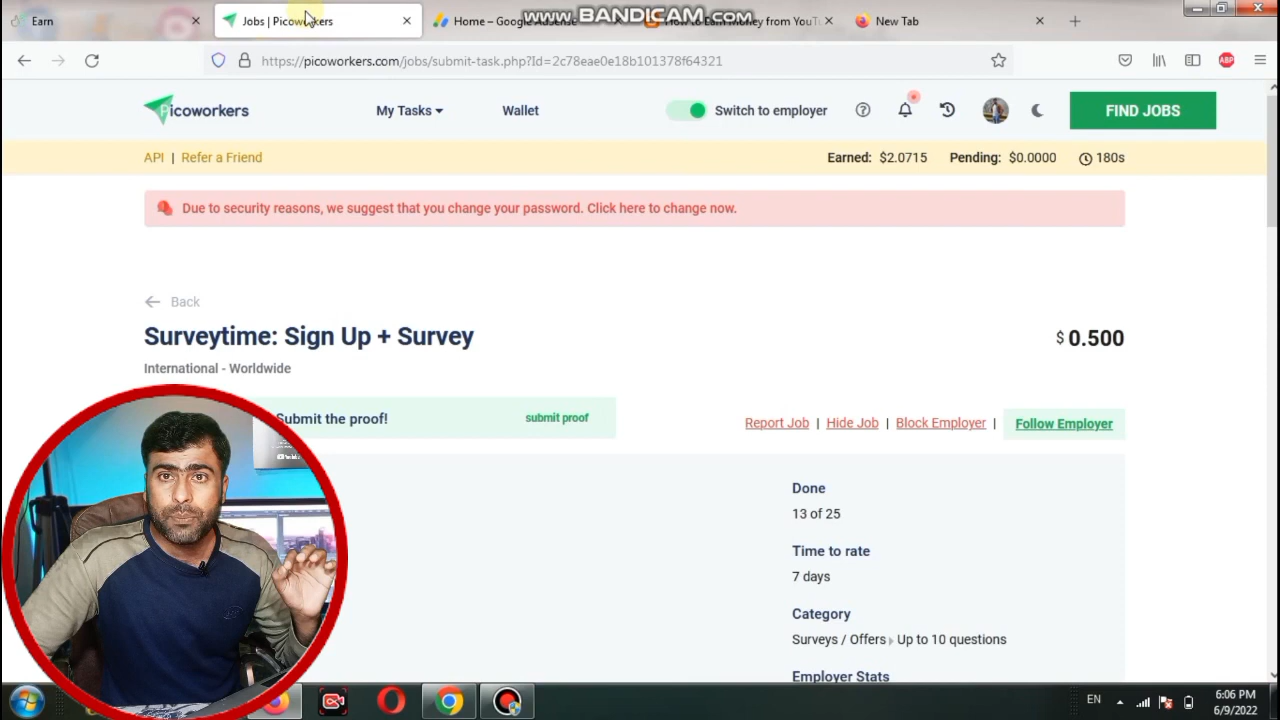 Earn
Jobs | Picoworkers
Home – Google AdSense
How to Earn Money from YouTu
New Tab
www.BANDICAM.com
https://picoworkers.com/jobs/submit-task.php?Id=2c78eae0e18b101378f64321
ABP
Picoworkers
My Tasks
Wallet
Switch to employer
FIND JOBS
API | Refer a Friend
Earned: $2.0715 Pending: $0.0000 180s
Due to security reasons, we suggest that you change your password. Click here to change now.
Back
Surveytime: Sign Up + Survey
$ 0.500
International - Worldwide
Submit the proof!
submit proof
Report Job | Hide Job | Block Employer | Follow Employer
Done
13 of 25
Time to rate
7 days
Category
Surveys / Offers Up to 10 questions
Employer Stats
EN
6:06 PM
6/9/2022